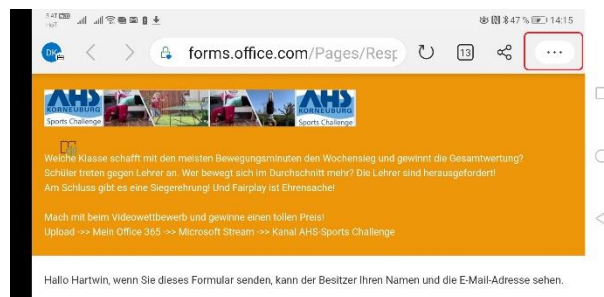 47 % 14:15
DK
forms.office.com/Pages/Resp
13
AHS
KORNEUBURG
Sports Challenge
AHS
KORNEUBURG
Sports Challenge
Welche Klasse schafft mit den meisten Bewegungsminuten den Wochensieg und gewinnt die Gesamtwertung?
Schüler treten gegen Lehrer an. Wer bewegt sich im Durchschnitt mehr? Die Lehrer sind herausgefordert!
Am Schluss gibt es eine Siegerehrung! Und Fairplay ist Ehrensache!
Mach mit beim Videowettbewerb und gewinne einen tollen Preis!
Upload ->> Mein Office 365 ->> Microsoft Stream ->> Kanal AHS-Sports Challenge
Hallo Hartwin, wenn Sie dieses Formular senden, kann der Besitzer Ihren Namen und die E-Mail-Adresse sehen.